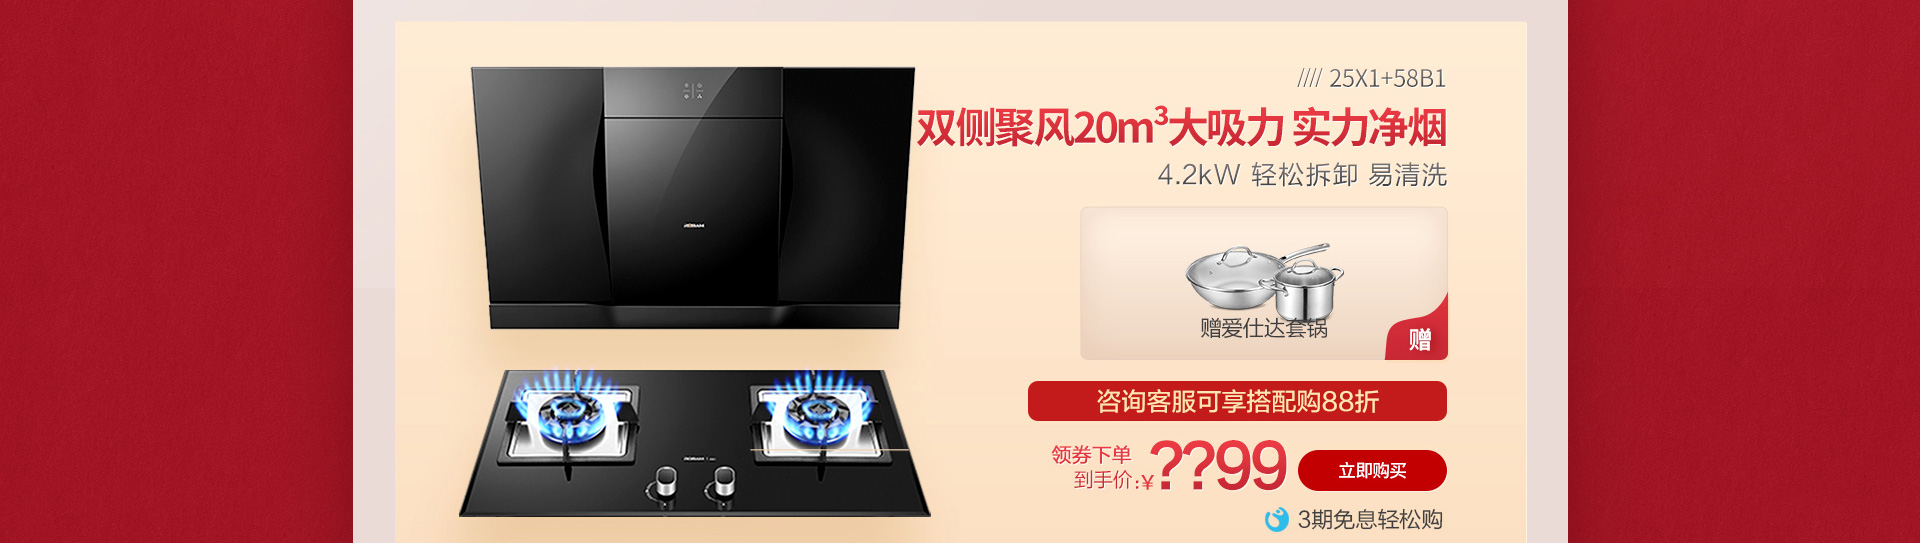 //// 25X1+58B1
双侧聚风20m³大吸力 实力净烟
4.2kW 轻松拆卸 易清洗
赠爱仕达套锅
赠
咨询客服可享搭配购88折
领券下单
到手价:¥??99
立即购买
3期免息轻松购
ROBAM
ROBAM